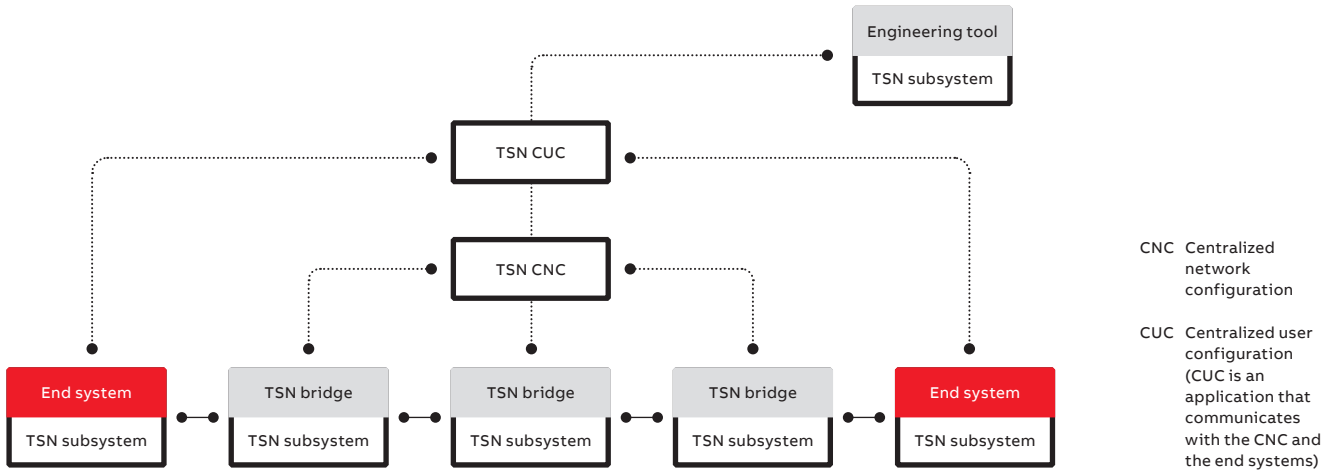 Engineering tool
TSN subsystem
TSN CUC
TSN CNC
CNC Centralized
network
configuration
CUC Centralized user
configuration
(CUC is an
application that
communicates
with the CNC and
the end systems)
End system
TSN subsystem
TSN bridge
TSN subsystem
TSN bridge
TSN subsystem
TSN bridge
TSN subsystem
End system
TSN subsystem